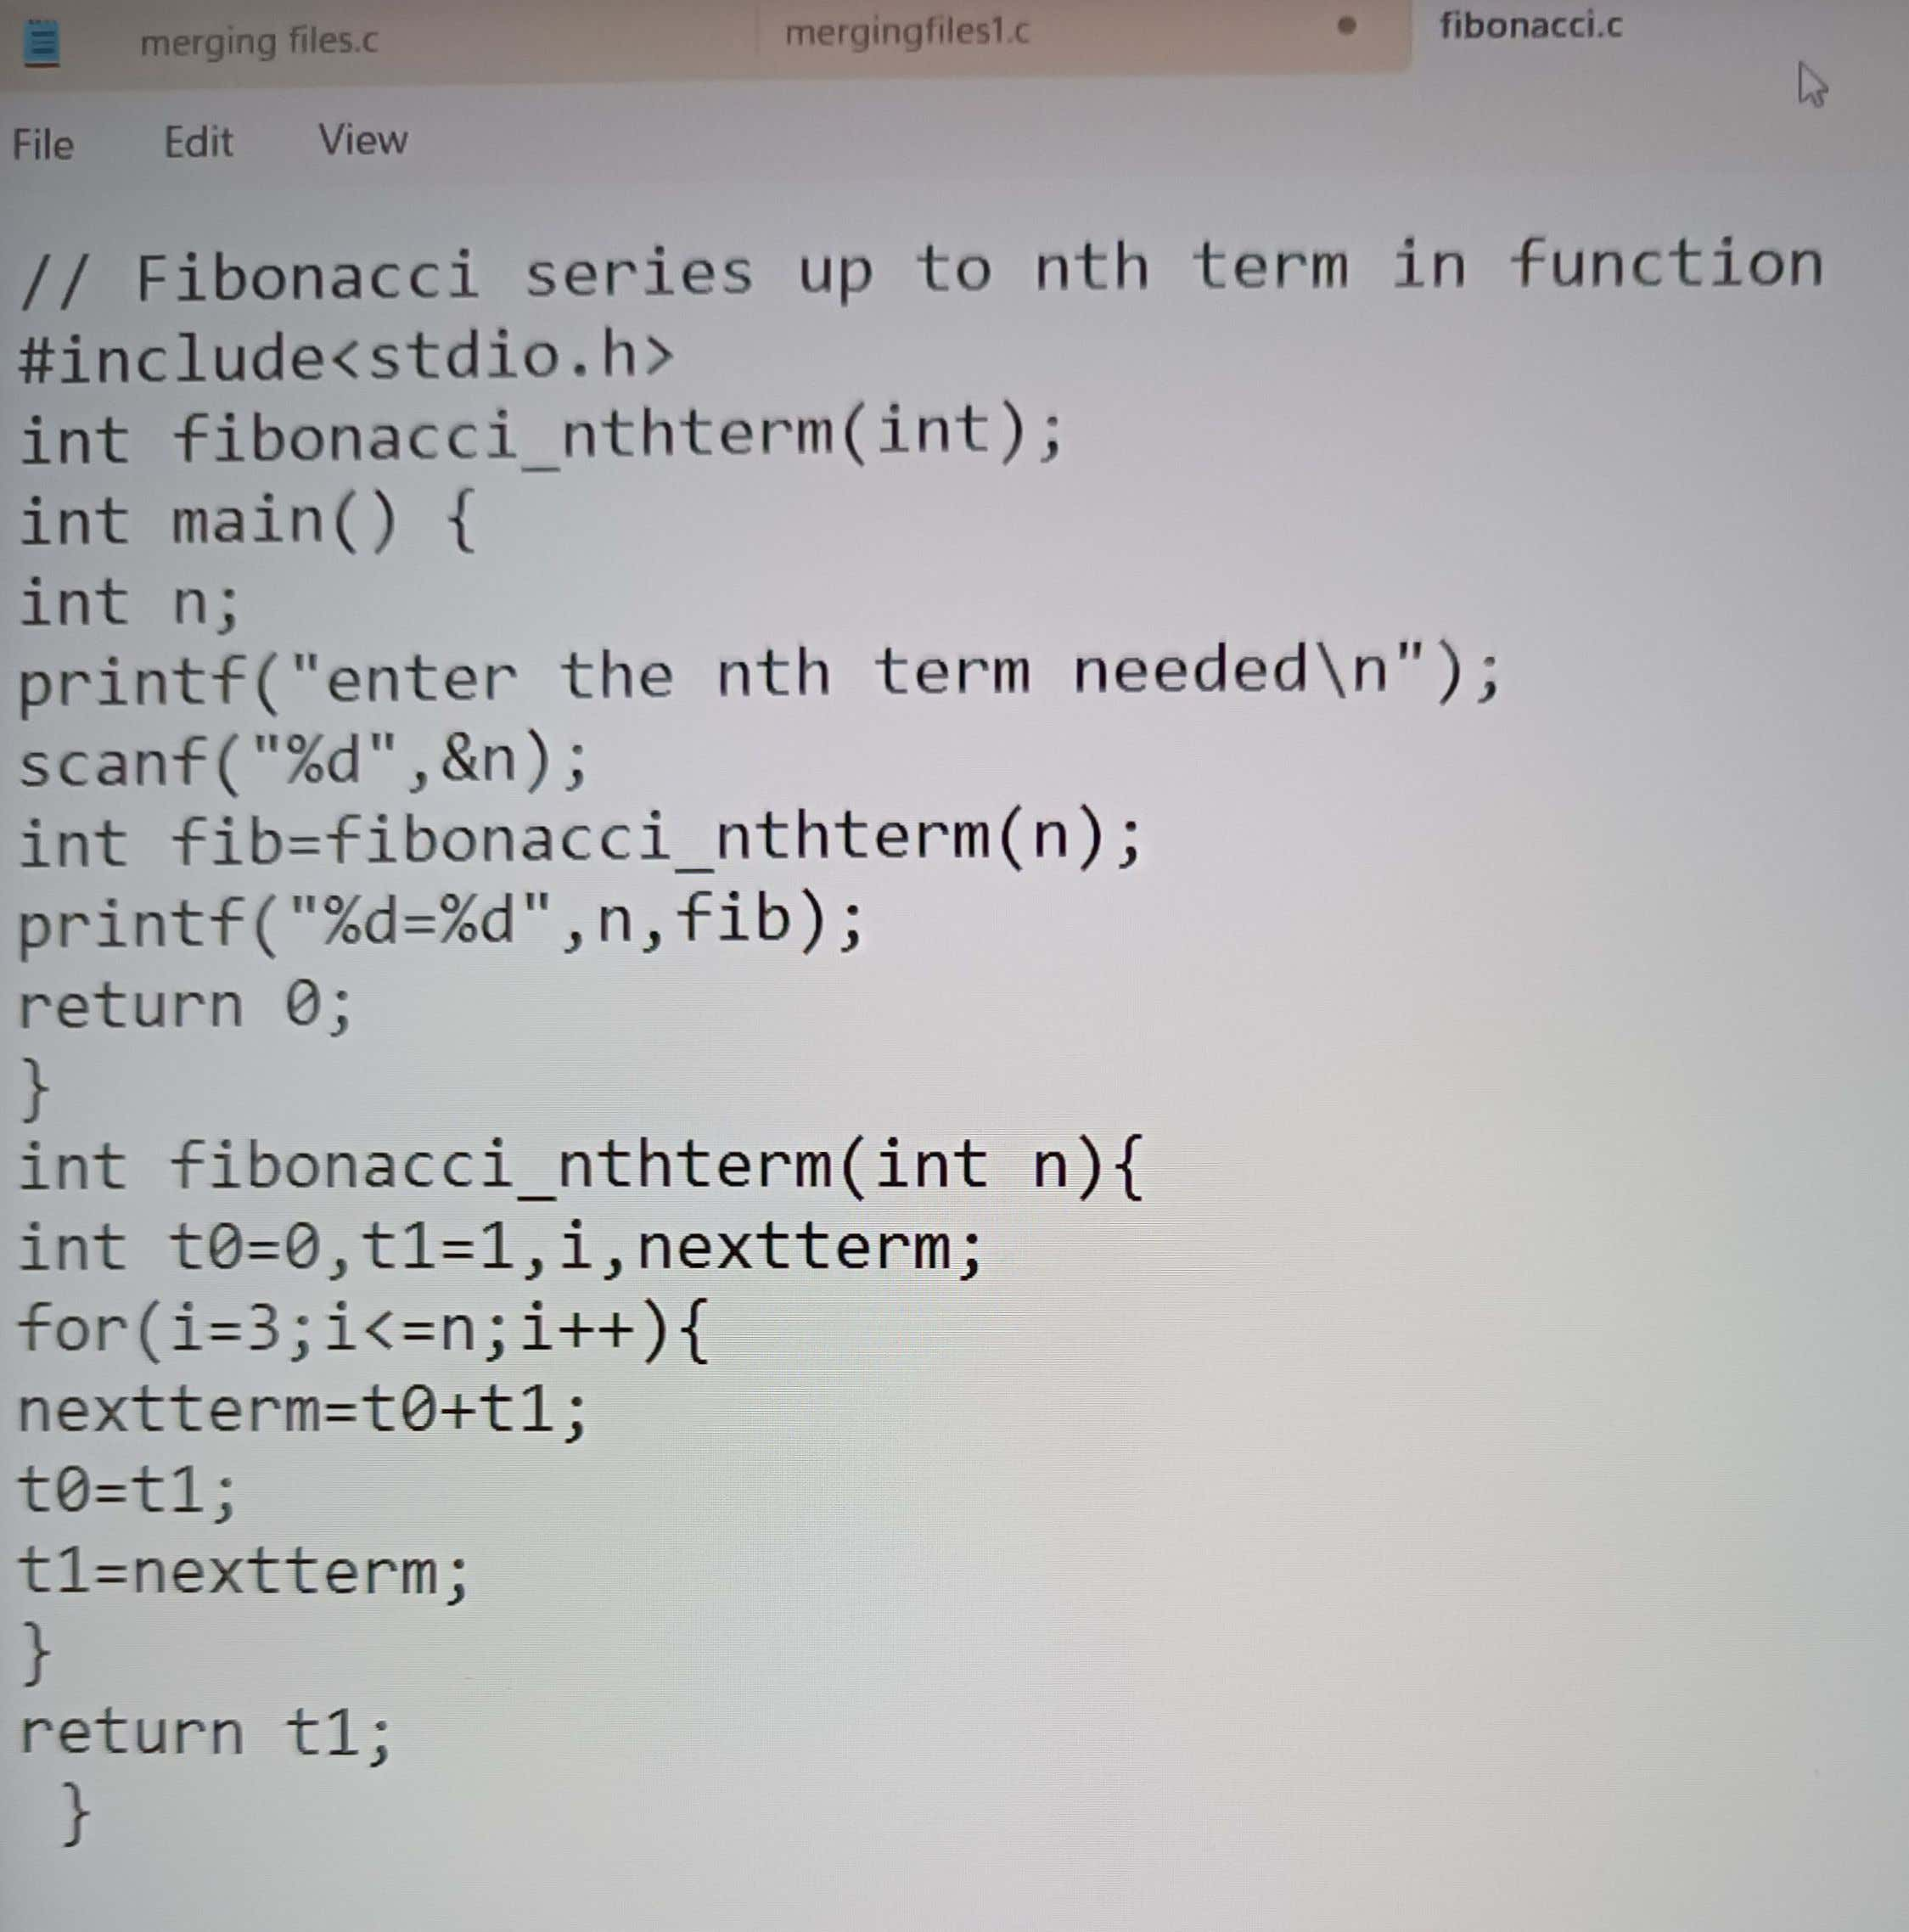 merging files.c
mergingfiles1.c
fibonacci.c
File Edit View
// Fibonacci series up to nth term in function
#include<stdio.h>
int fibonacci_nthterm(int);
int main() {
int n;
printf("enter the nth term needed\n");
scanf("%d",&n);
int fib=fibonacci_nthterm(n);
printf("%d=%d",n,fib);
return 0;
}
int fibonacci_nthterm(int n){
int t0=0,t1=1,i,nextterm;
for(i=3;i<=n;i++){
nextterm=t0+t1;
t0=t1;
t1=nextterm;
}
return t1;
}